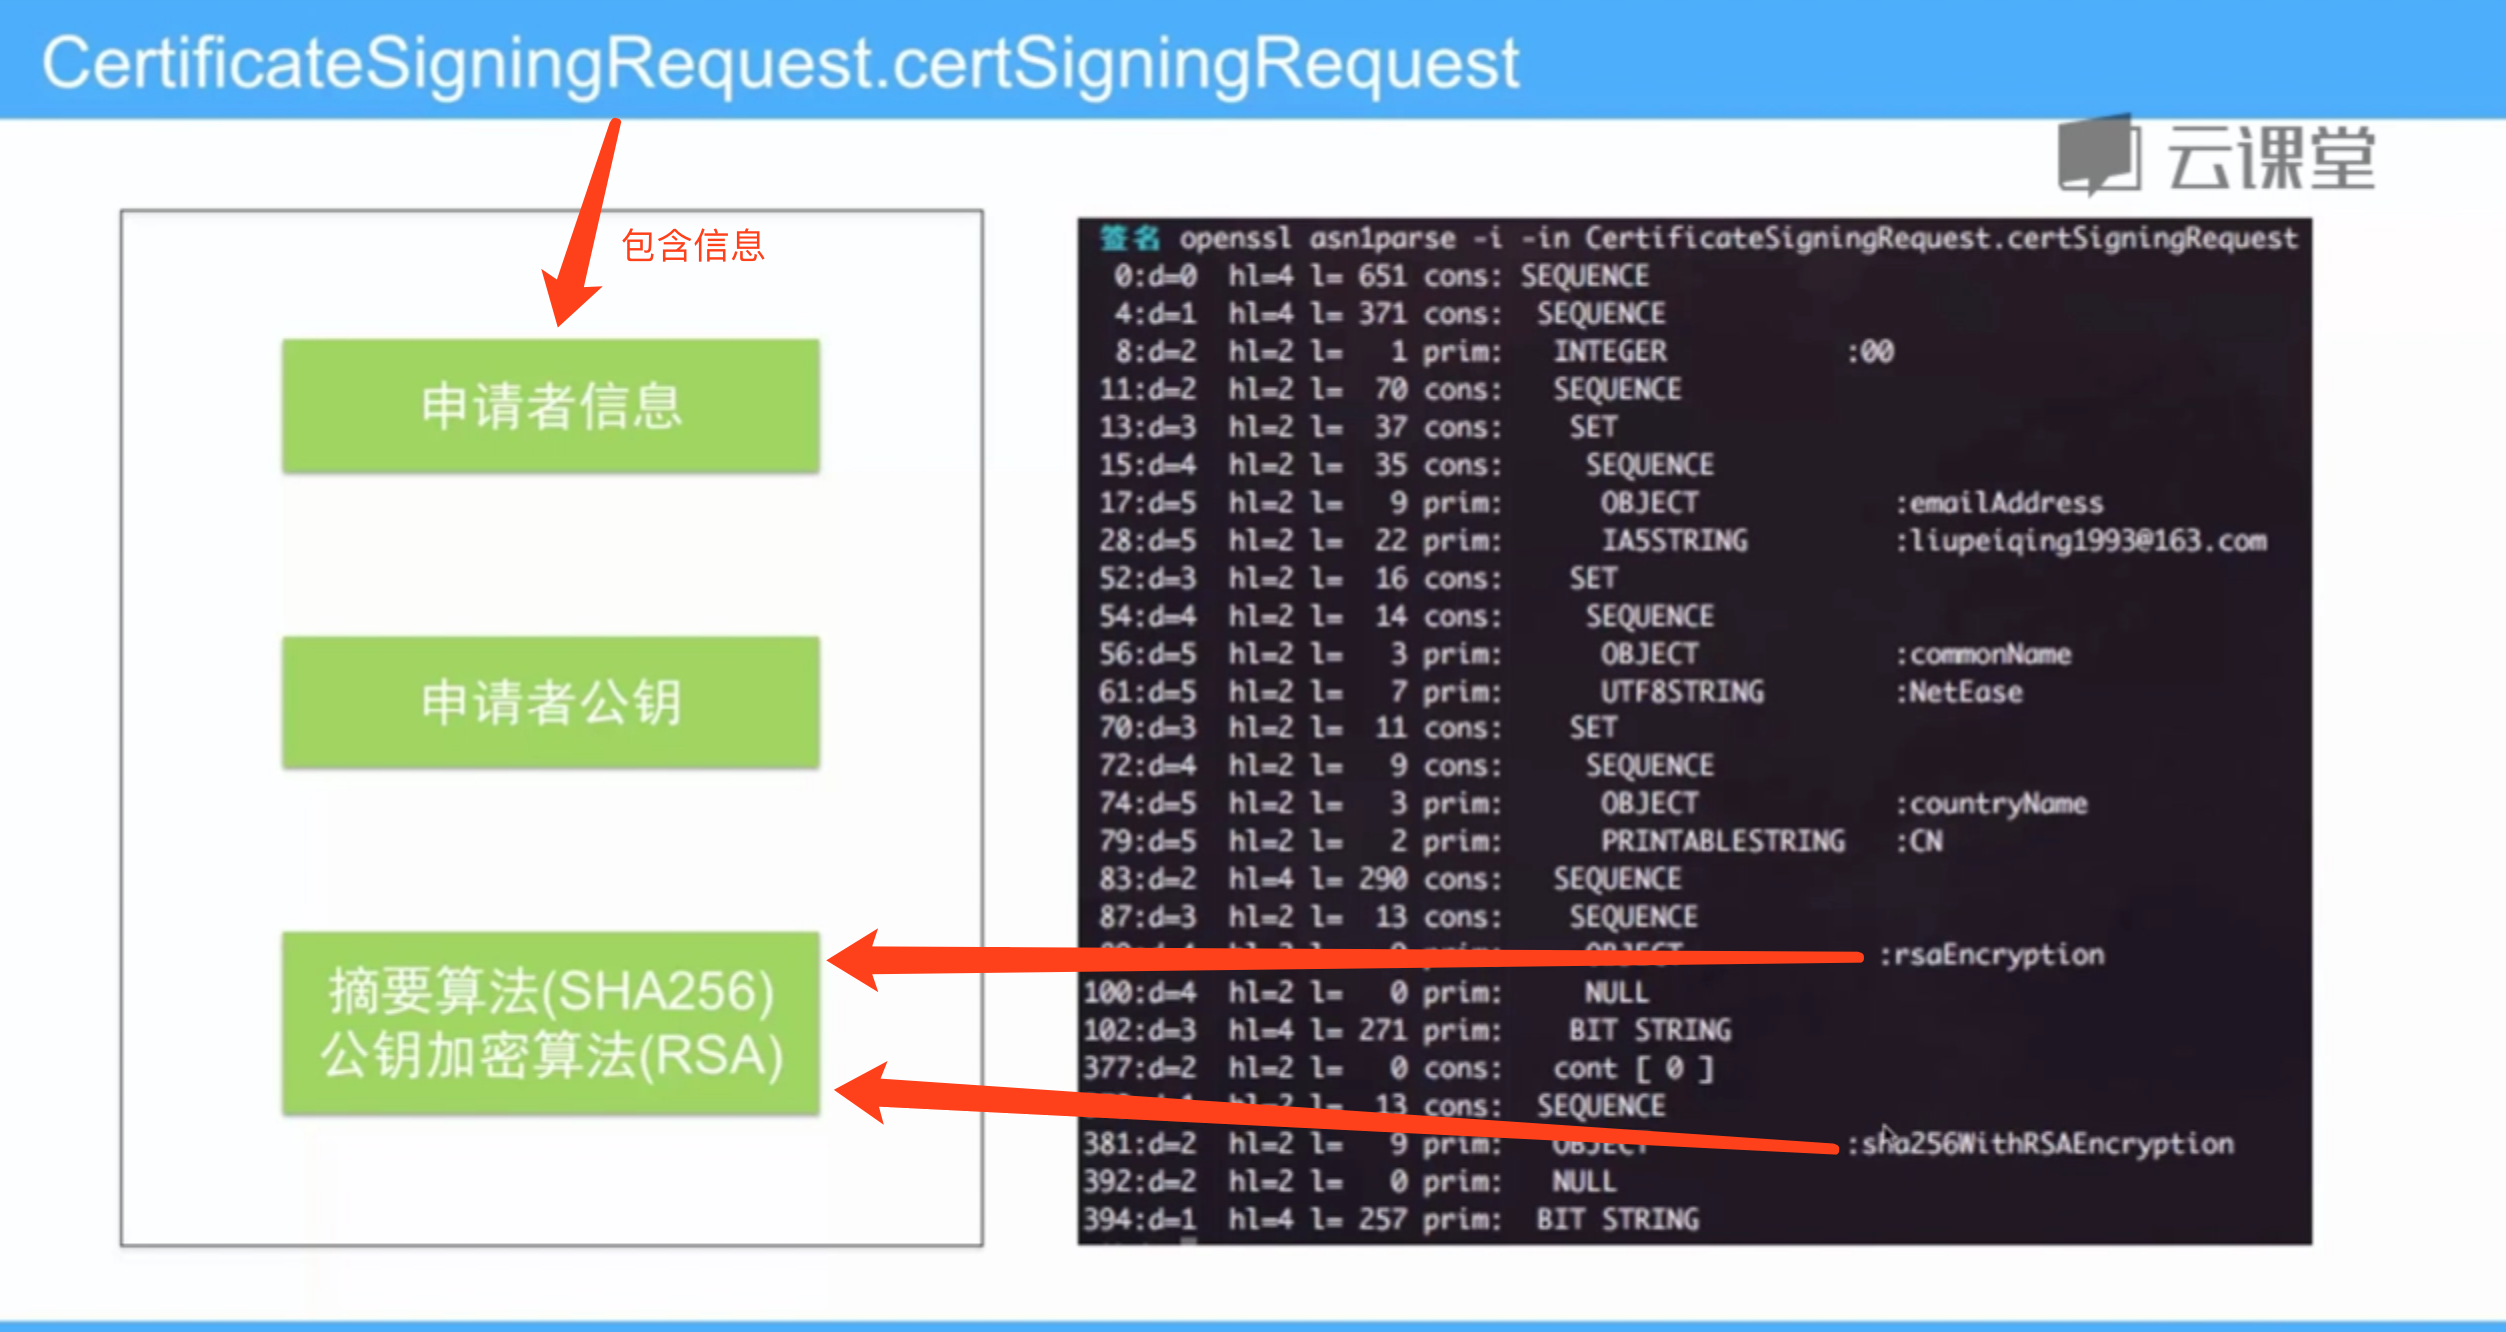 CertificateSigningRequest.certSigningRequest
云课堂
包含信息
申请者信息
申请者公钥
摘要算法(SHA256)
公钥加密算法(RSA)
签名 openssl asn1parse -i -in CertificateSigningRequest.certSigningRequest
0:d=0 hl=4 l= 651 cons: SEQUENCE
4:d=1 hl=4 l= 371 cons: SEQUENCE
8:d=2 hl=2 l= 1 prim: INTEGER :00
11:d=2 hl=2 l= 70 cons: SEQUENCE
13:d=3 hl=2 l= 37 cons: SET
15:d=4 hl=2 l= 35 cons: SEQUENCE
17:d=5 hl=2 l= 9 prim: OBJECT :emailAddress
28:d=5 hl=2 l= 22 prim: IA5STRING :liupeiqing1993@163.com
52:d=3 hl=2 l= 16 cons: SET
54:d=4 hl=2 l= 14 cons: SEQUENCE
56:d=5 hl=2 l= 3 prim: OBJECT :commonName
61:d=5 hl=2 l= 7 prim: UTF8STRING :NetEase
70:d=3 hl=2 l= 11 cons: SET
72:d=4 hl=2 l= 9 cons: SEQUENCE
74:d=5 hl=2 l= 3 prim: OBJECT :countryName
79:d=5 hl=2 l= 2 prim: PRINTABLESTRING :CN
83:d=2 hl=4 l= 290 cons: SEQUENCE
87:d=3 hl=2 l= 13 cons: SEQUENCE
:rsaEncryption
100:d=4 hl=2 l= 0 prim: NULL
102:d=3 hl=4 l= 271 prim: BIT STRING
377:d=2 hl=2 l= 0 cons: cont [ 0 ]
13 cons: SEQUENCE
381:d=2 hl=2 l= 9 prim: OBJECT :sha256WithRSAEncryption
392:d=2 hl=2 l= 0 prim: NULL
394:d=1 hl=4 l= 257 prim: BIT STRING